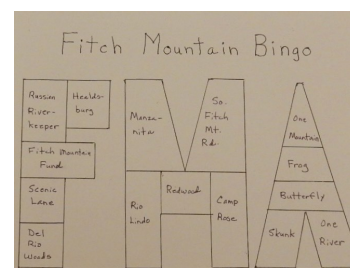 Fitch Mountain Bingo
Russian
River-
keeper
Healds-
burg
Fitch Mountain
Fund
Scenic
Lane
Del
Rio
Woods
Manza-
nita
So.
Fitch
Mt.
Rd.
Rio
Lindo
Redwood
Camp
Rose
One
Mountain
Frog
Butterfly
Skunk
One
River